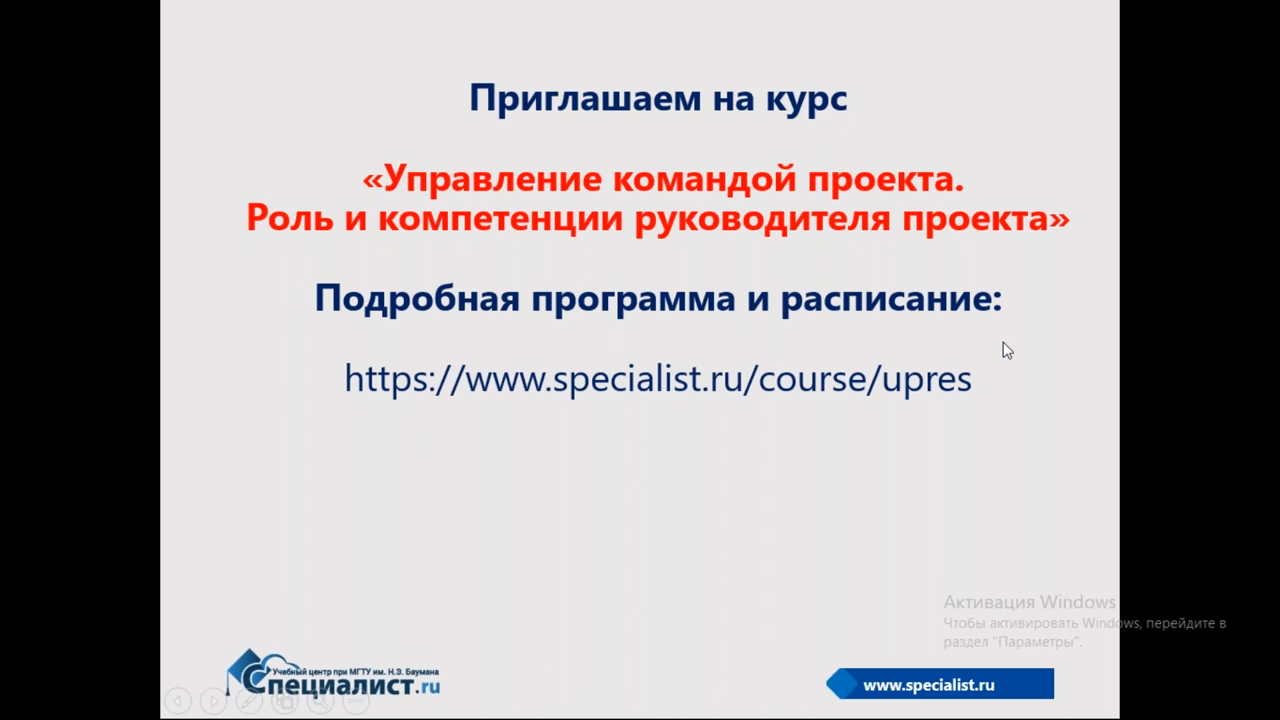 Приглашаем на курс
«Управление командой проекта.
Роль и компетенции руководителя проекта»
Подробная программа и расписание:
https://www.specialist.ru/course/upres
Активация Windows
Чтобы активировать Windows, перейдите в
раздел "Параметры".
Учебный центр при МГТУ им. Н.Э. Баумана
Специалист.ru
www.specialist.ru